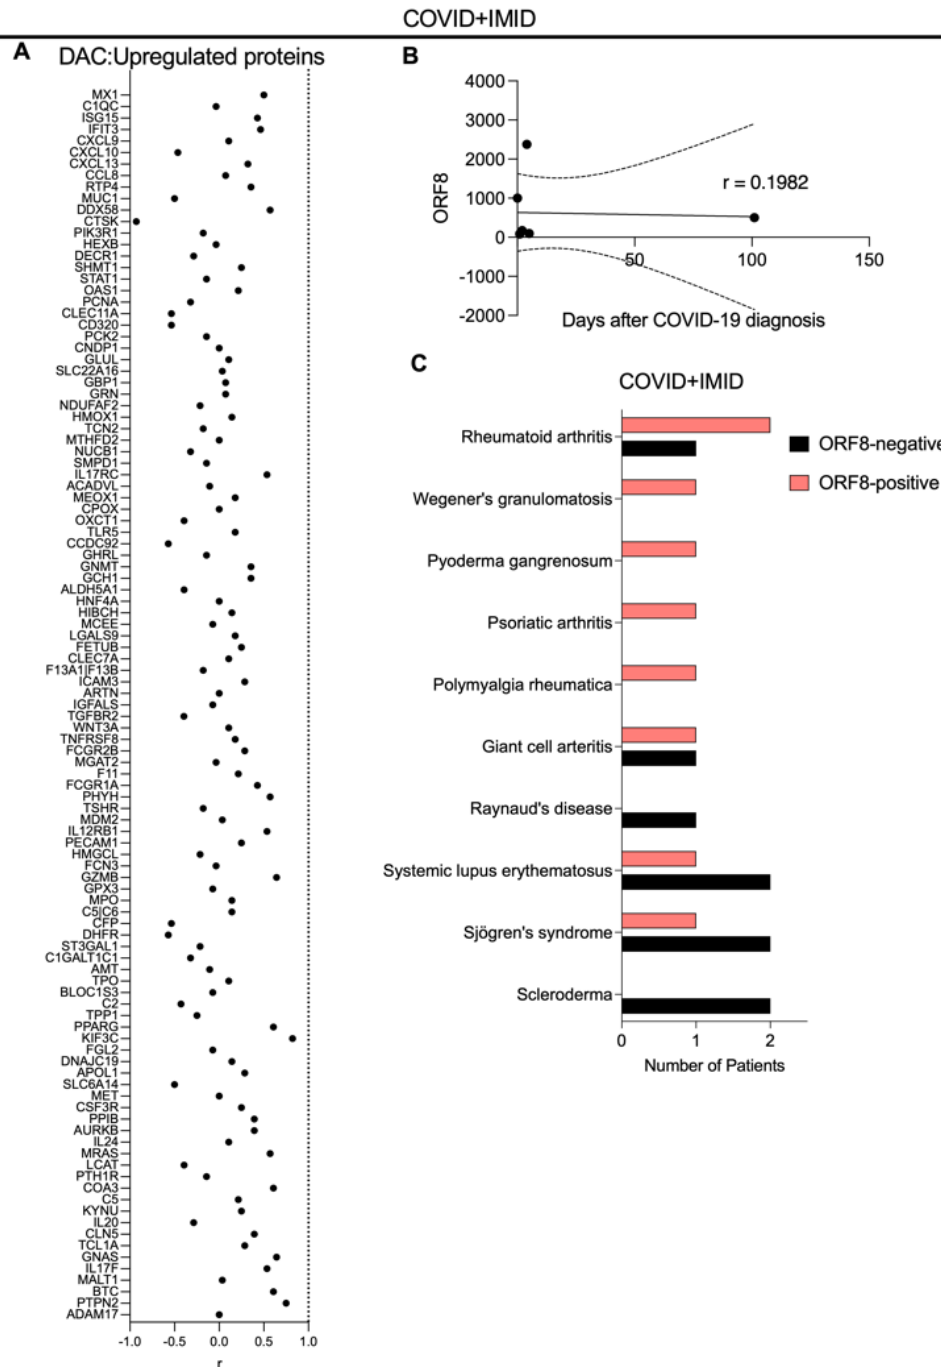 COVID+IMID
A
DAC:Upregulated proteins
MX1
C1QC
ISG15
IFIT3
CXCL9
CXCL10
CXCL13
CCL8
RTP4
MUC1
DDX58
CTSK
PIK3R1
HEXB
DECR1
SHMT1
STAT1
OAS1
PCNA
CLEC11A
CD320
PCK2
CNDP1
GLUL
SLC22A16
GBP1
GRN
NDUFAF2
HMOX1
TCN2
MTHFD2
NUCB1
SMPD1
IL17RC
ACADVL
MEOX1
CPOX
OXCT1
TLR5
CCDC92
GHRL
GNMT
GCH1
ALDH5A1
HNF4A
HIBCH
MCEE
LGALS9
FETUB
CLEC7A
F13A1|F13B
ICAM3
ARTN
IGFALS
TGFBR2
WNT3A
TNFRSF8
FCGR2B
MGAT2
F11
FCGR1A
PHYH
TSHR
MDM2
IL12RB1
PECAM1
HMGCL
FCN3
GZMB
GPX3
MPO
C5|C6
CFP
DHFR
ST3GAL1
C1GALT1C1
AMT
TPO
BLOC1S3
C2
TPP1
PPARG
KIF3C
FGL2
DNAJC19
APOL1
SLC6A14
MET
CSF3R
PPIB
AURKB
IL24
MRAS
LCAT
PTH1R
COA3
C5
KYNU
IL20
CLN5
TCL1A
GNAS
IL17F
MALT1
BTC
PTPN2
ADAM17
-1.0 -0.5 0.0 0.5 1.0
r
B
4000
3000
2000
1000
0
-1000
-2000
ORF8
r = 0.1982
50 100 150
Days after COVID-19 diagnosis
C
COVID+IMID
Rheumatoid arthritis
Wegener's granulomatosis
Pyoderma gangrenosum
Psoriatic arthritis
Polymyalgia rheumatica
Giant cell arteritis
Raynaud's disease
Systemic lupus erythematosus
Sjögren's syndrome
Scleroderma
0 1 2
Number of Patients
ORF8-negative
ORF8-positive